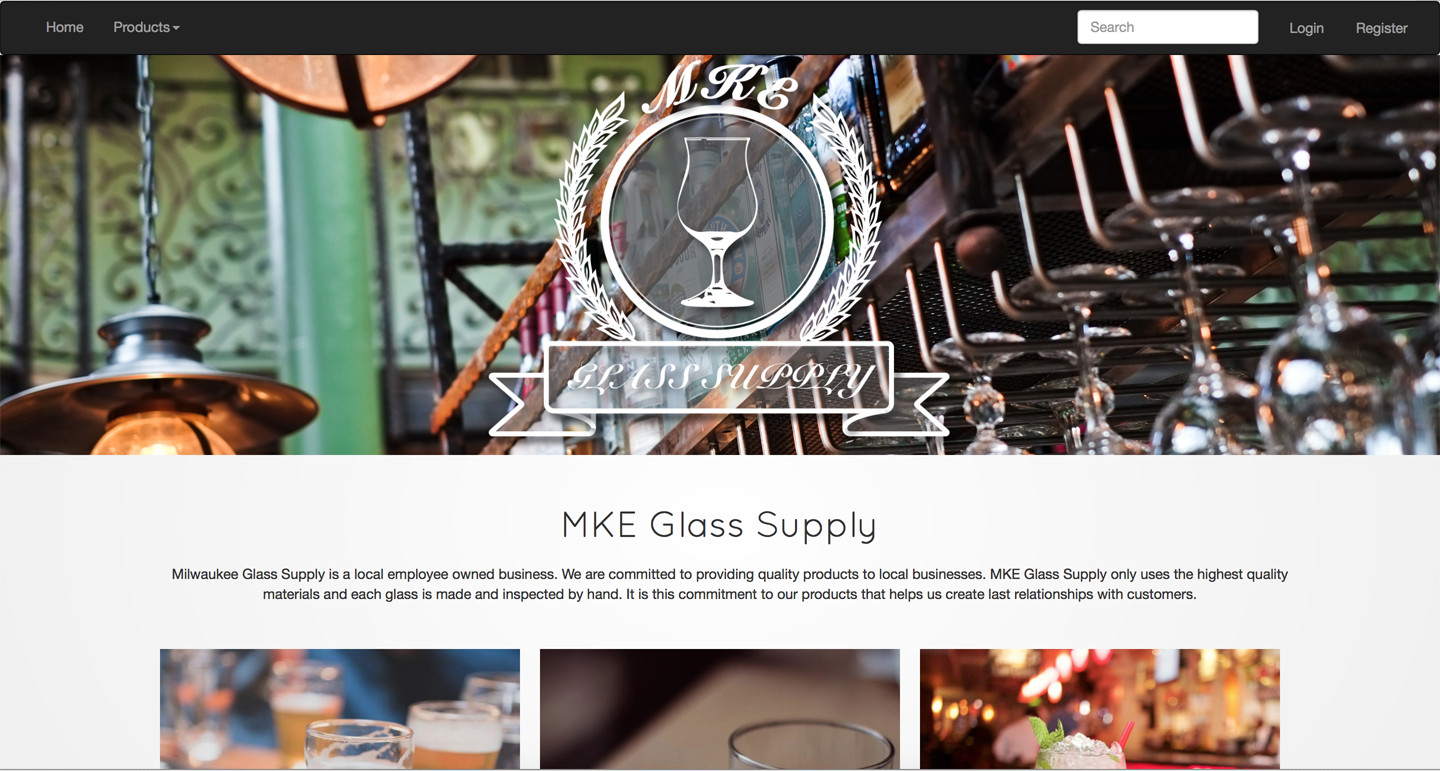 Home Products Search Login Register
MKE
GLASS SUPPLY
MKE Glass Supply
Milwaukee Glass Supply is a local employee owned business. We are committed to providing quality products to local businesses. MKE Glass Supply only uses the highest quality
materials and each glass is made and inspected by hand. It is this commitment to our products that helps us create last relationships with customers.